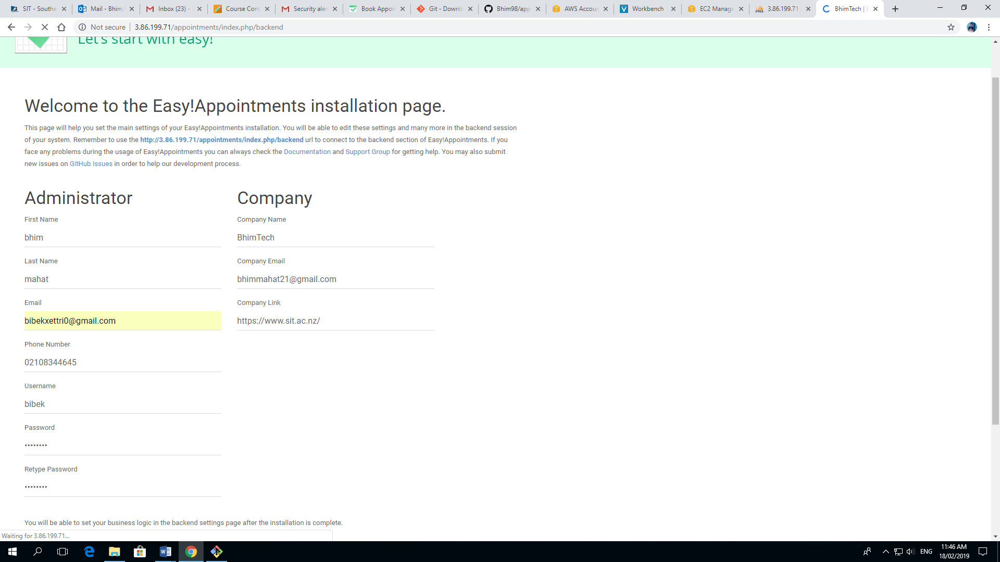 SIT - Southe
Mail - Bhim.
Inbox (23) -
Course Cont
Security aler
Book Appoi
Git - Downlo
Bhim98/app
AWS Accoun
Workbench
EC2 Manage
3.86.199.71
BhimTech | E
Not secure
3.86.199.71/appointments/index.php/backend
Let's start with easy!
Welcome to the Easy!Appointments installation page.
This page will help you set the main settings of your Easy!Appointments installation. You will be able to edit these settings and many more in the backend session
of your system. Remember to use the http://3.86.199.71/appointments/index.php/backend url to connect to the backend section of Easy!Appointments. If you
face any problems during the usage of Easy!Appointments you can always check the Documentation and Support Group for getting help. You may also submit
new issues on GitHub Issues in order to help our development process.
Administrator
First Name
bhim
Last Name
mahat
Email
bibekxettri0@gmail.com
Phone Number
02108344645
Username
bibek
Password
••••••••
Retype Password
••••••••
Company
Company Name
BhimTech
Company Email
bhimmahat21@gmail.com
Company Link
https://www.sit.ac.nz/
You will be able to set your business logic in the backend settings page after the installation is complete.
Waiting for 3.86.199.71...
ENG
11:46 AM
18/02/2019